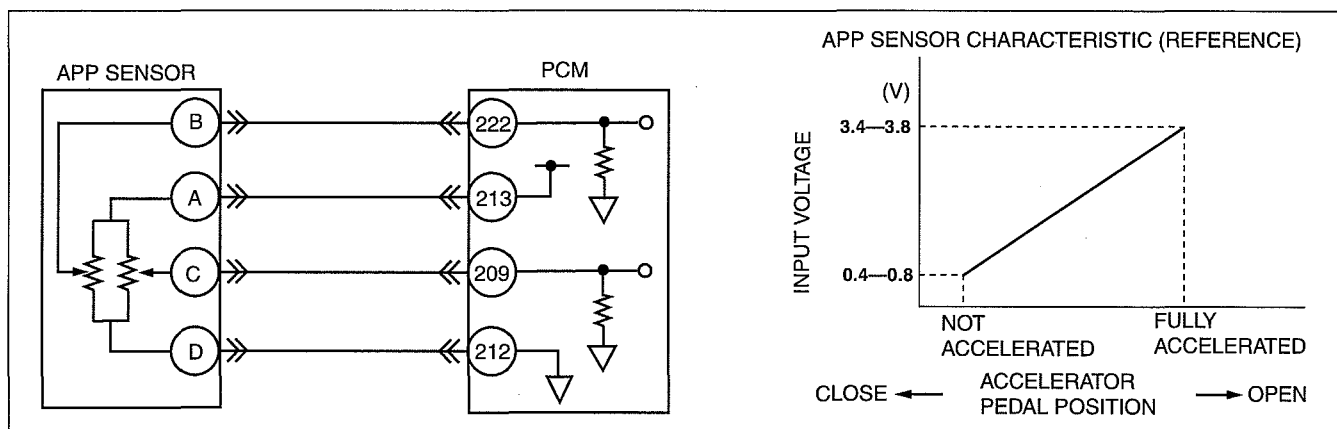 APP SENSOR
PCM
B
222
A
213
C
209
D
212
APP SENSOR CHARACTERISTIC (REFERENCE)
(V)
3.4—3.8
INPUT VOLTAGE
0.4—0.8
NOT ACCELERATED
FULLY ACCELERATED
CLOSE
ACCELERATOR PEDAL POSITION
OPEN